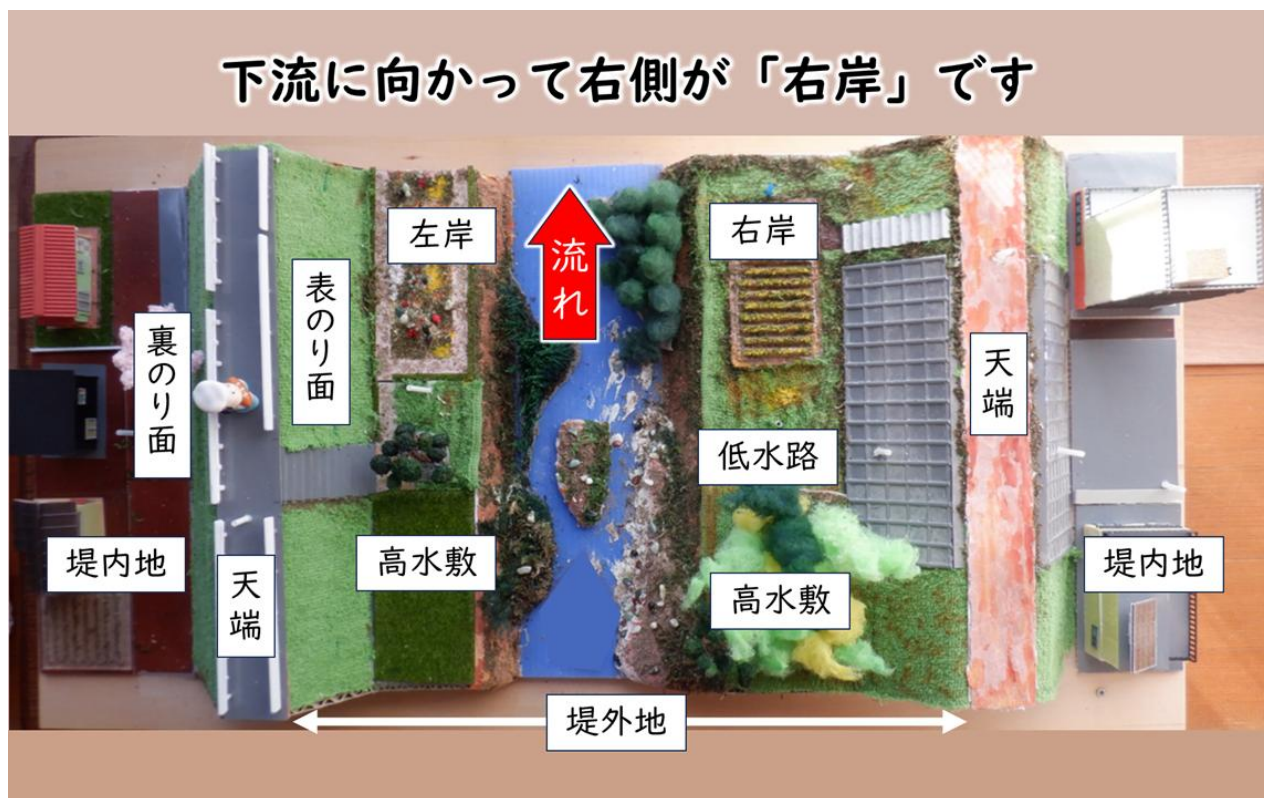 下流に向かって右側が「右岸」です
左岸
流れ
右岸
表のり面
裏のり面
天端
低水路
堤内地
天端
高水敷
高水敷
堤内地
堤外地